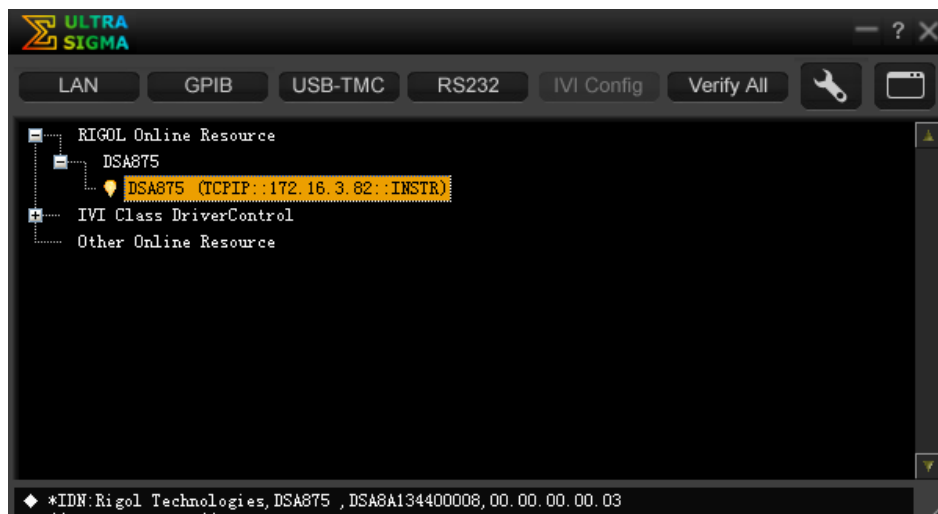 ULTRA
SIGMA
?
LAN GPIB USB-TMC RS232 IVI Config Verify All
RIGOL Online Resource
DSA875
DSA875 (TCPIP::172.16.3.82::INSTR)
IVI Class DriverControl
Other Online Resource
*IDN:Rigol Technologies,DSA875 ,DSA8A134400008,00.00.00.00.03